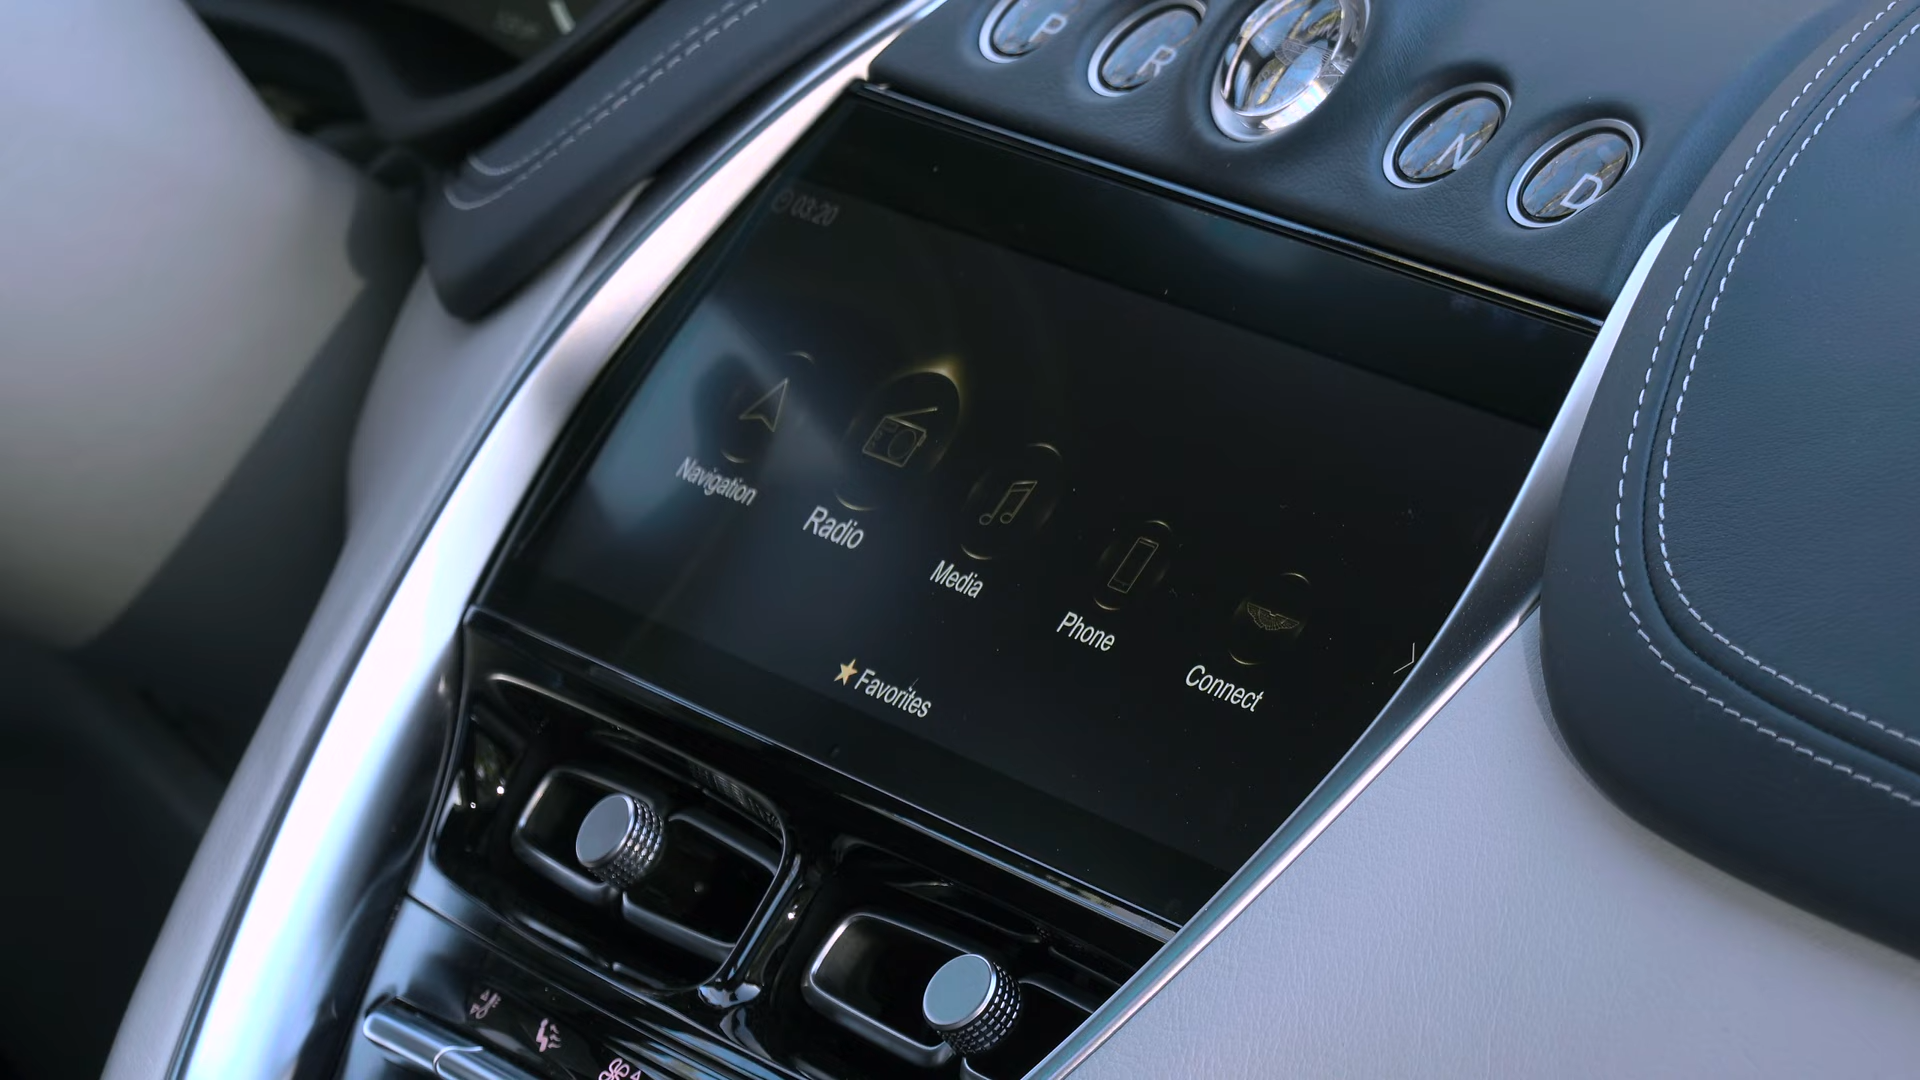 P
R
N
D
03:20
Navigation
Radio
Media
Phone
Connect
Favorites